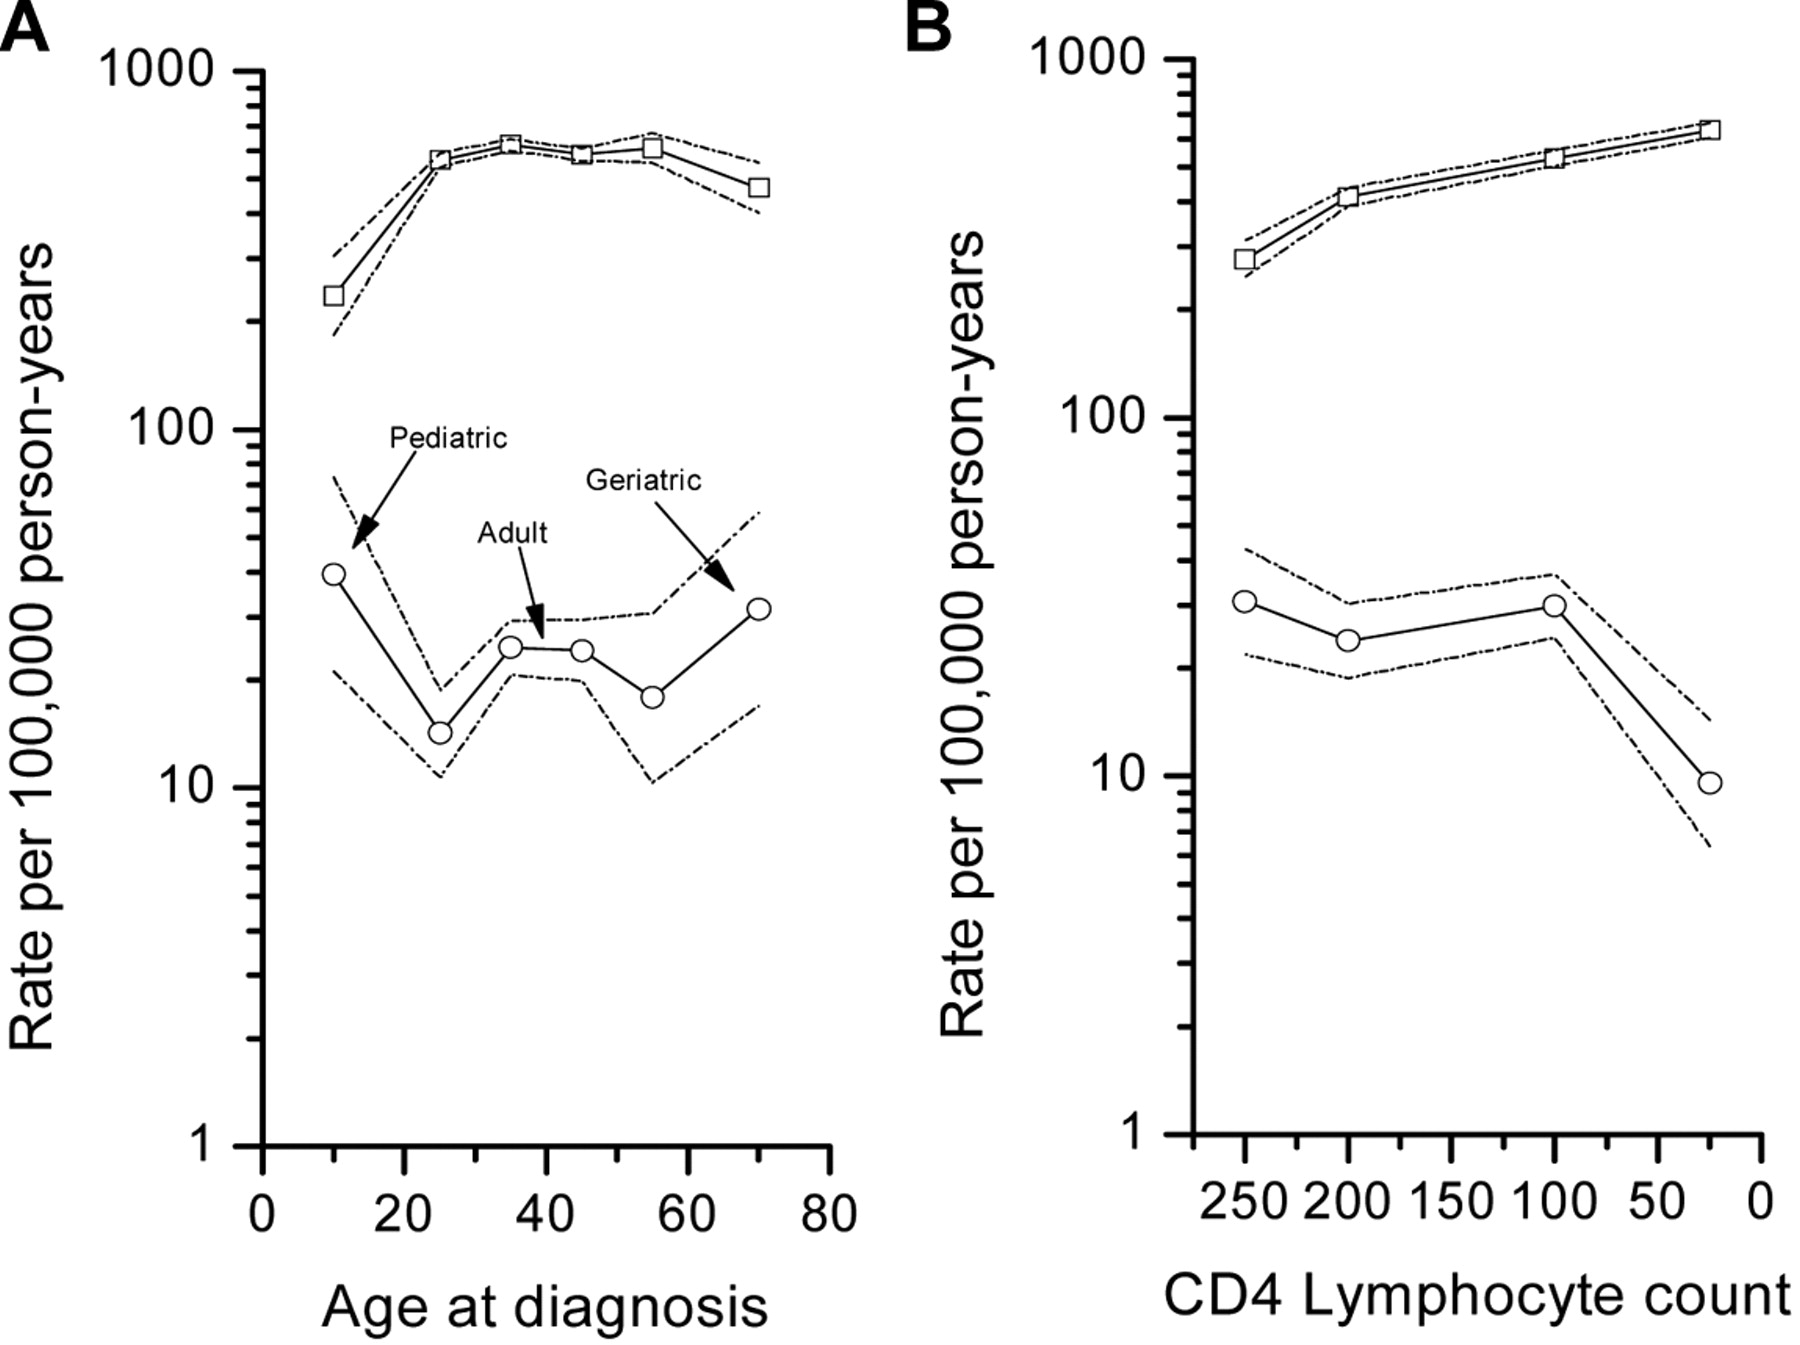 A
1000
100
10
1
Rate per 100,000 person-years
Pediatric
Adult
Geriatric
0 20 40 60 80
Age at diagnosis
B
1000
100
10
1
Rate per 100,000 person-years
250 200 150 100 50 0
CD4 Lymphocyte count